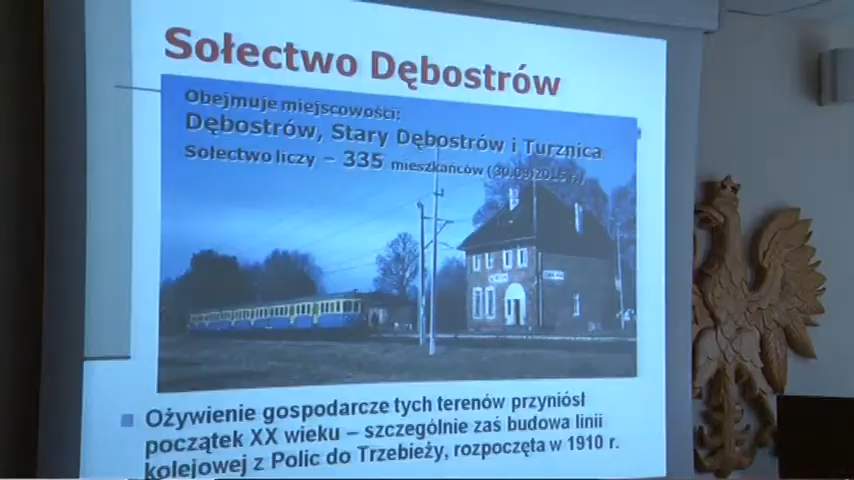 Sołectwo Dębostrów
Obejmuje miejscowości:
Dębostrów, Stary Dębostrów i Turznica
Sołectwo liczy – 335 mieszkańców (30.09.2015 r.)
Ożywienie gospodarcze tych terenów przyniósł
początek XX wieku – szczególnie zaś budowa linii
kolejowej z Polic do Trzebieży, rozpoczęta w 1910 r.